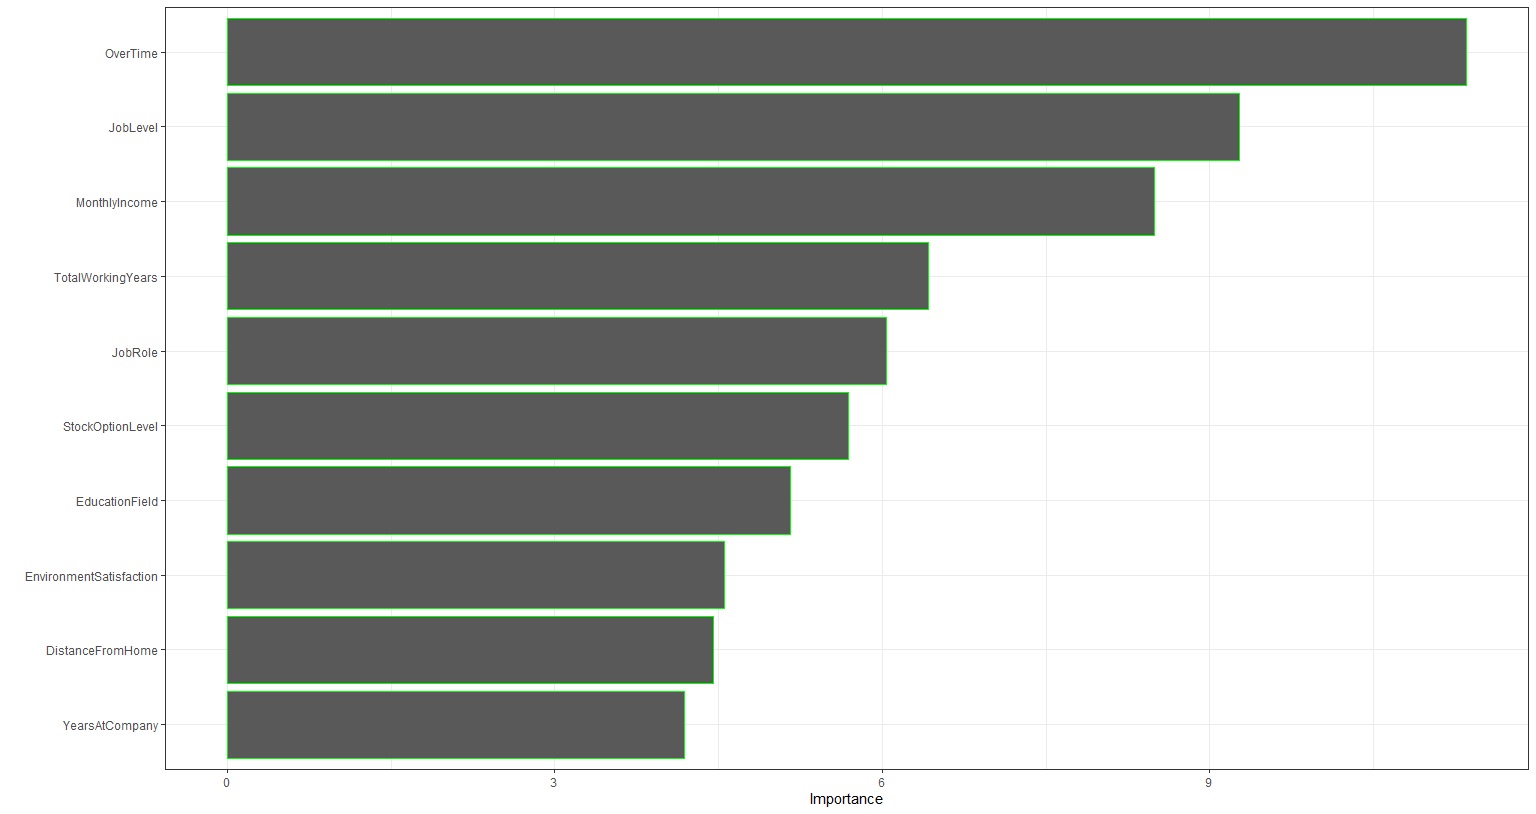 OverTime
JobLevel
MonthlyIncome
TotalWorkingYears
JobRole
StockOptionLevel
EducationField
EnvironmentSatisfaction
DistanceFromHome
YearsAtCompany
0 3 6 9
Importance